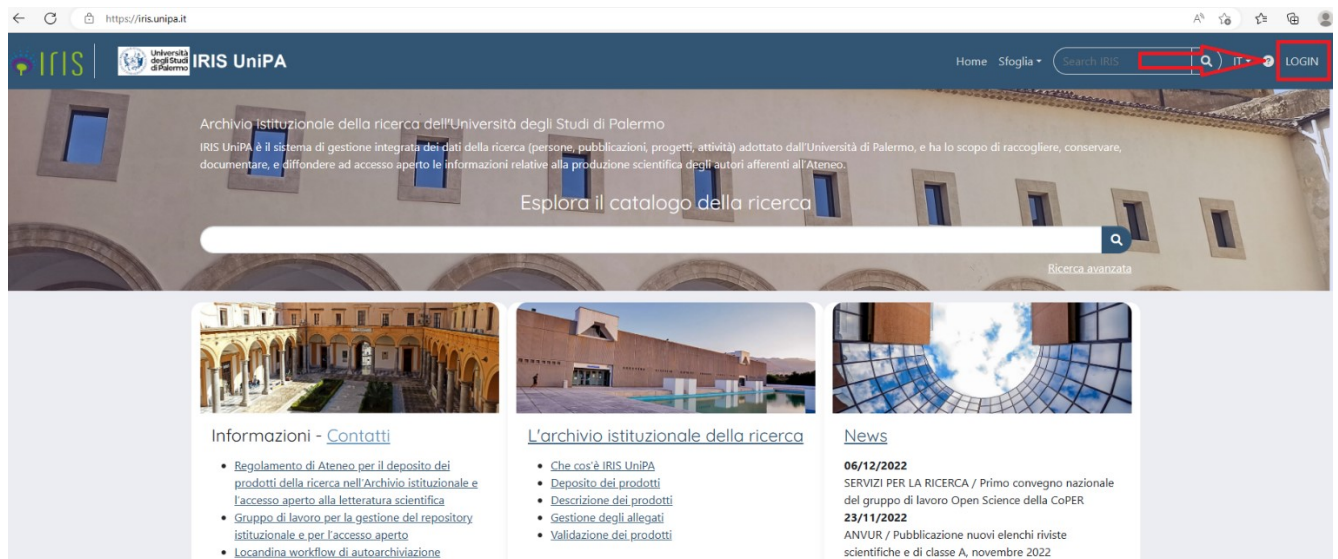 https://iris.unipa.it
IRIS
Università
degli Studi
di Palermo
IRIS UniPA
Home Sfoglia Search IRIS IT ? LOGIN
Archivio istituzionale della ricerca dell'Università degli Studi di Palermo
IRIS UniPA è il sistema di gestione integrata dei dati della ricerca (persone, pubblicazioni, progetti, attività) adottato dall'Università di Palermo, e ha lo scopo di raccogliere, conservare,
documentare, e diffondere ad accesso aperto le informazioni relative alla produzione scientifica degli autori afferenti all'Ateneo.
Esplora il catalogo della ricerca
Ricerca avanzata
Informazioni - Contatti
Regolamento di Ateneo per il deposito dei
prodotti della ricerca nell'Archivio istituzionale e
l'accesso aperto alla letteratura scientifica
Gruppo di lavoro per la gestione del repository
istituzionale e per l'accesso aperto
Locandina workflow di autoarchiviazione
L'archivio istituzionale della ricerca
Che cos'è IRIS UniPA
Deposito dei prodotti
Descrizione dei prodotti
Gestione degli allegati
Validazione dei prodotti
News
06/12/2022
SERVIZI PER LA RICERCA / Primo convegno nazionale
del gruppo di lavoro Open Science della CoPER
23/11/2022
ANVUR / Pubblicazione nuovi elenchi riviste
scientifiche e di classe A, novembre 2022